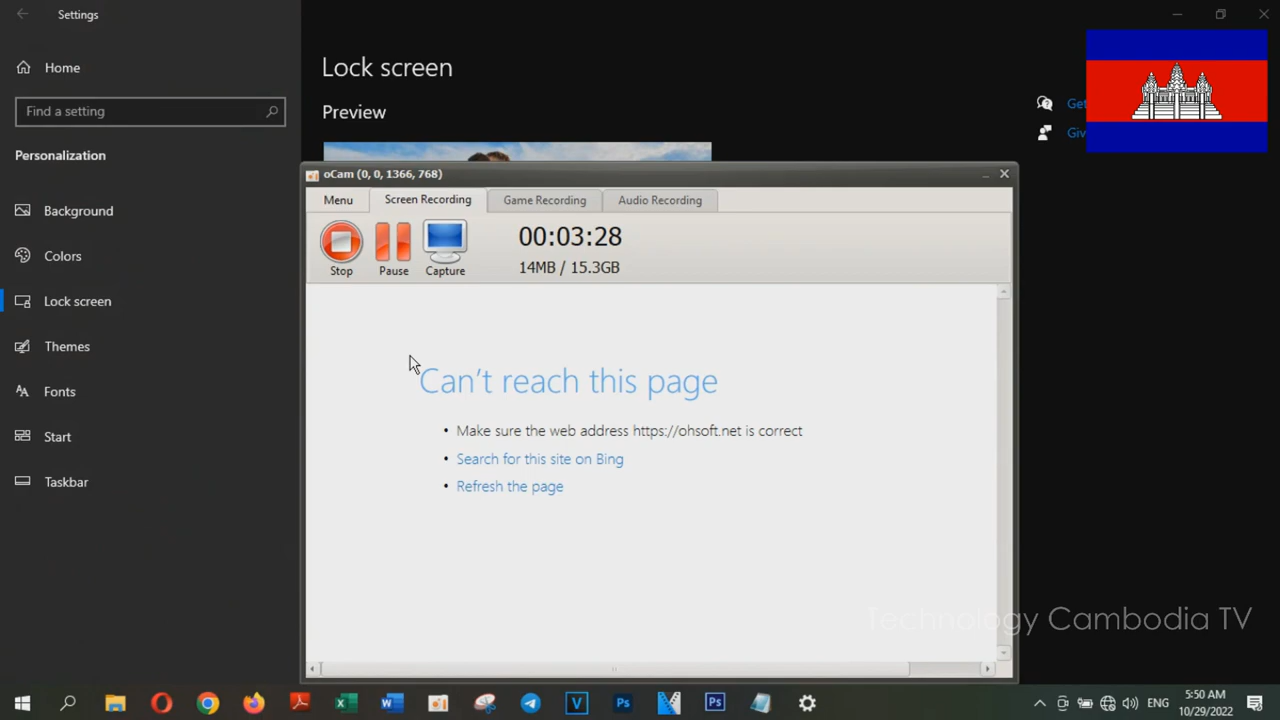 Settings
Home
Find a setting
Personalization
Background
Colors
Lock screen
Themes
Fonts
Start
Taskbar
Lock screen
Preview
Get
Giv
oCam (0, 0, 1366, 768)
Menu
Screen Recording
Game Recording
Audio Recording
Stop
Pause
Capture
00:03:28
14MB / 15.3GB
Can't reach this page
• Make sure the web address https://ohsoft.net is correct
• Search for this site on Bing
• Refresh the page
Technology Cambodia TV
ENG
5:50 AM
10/29/2022